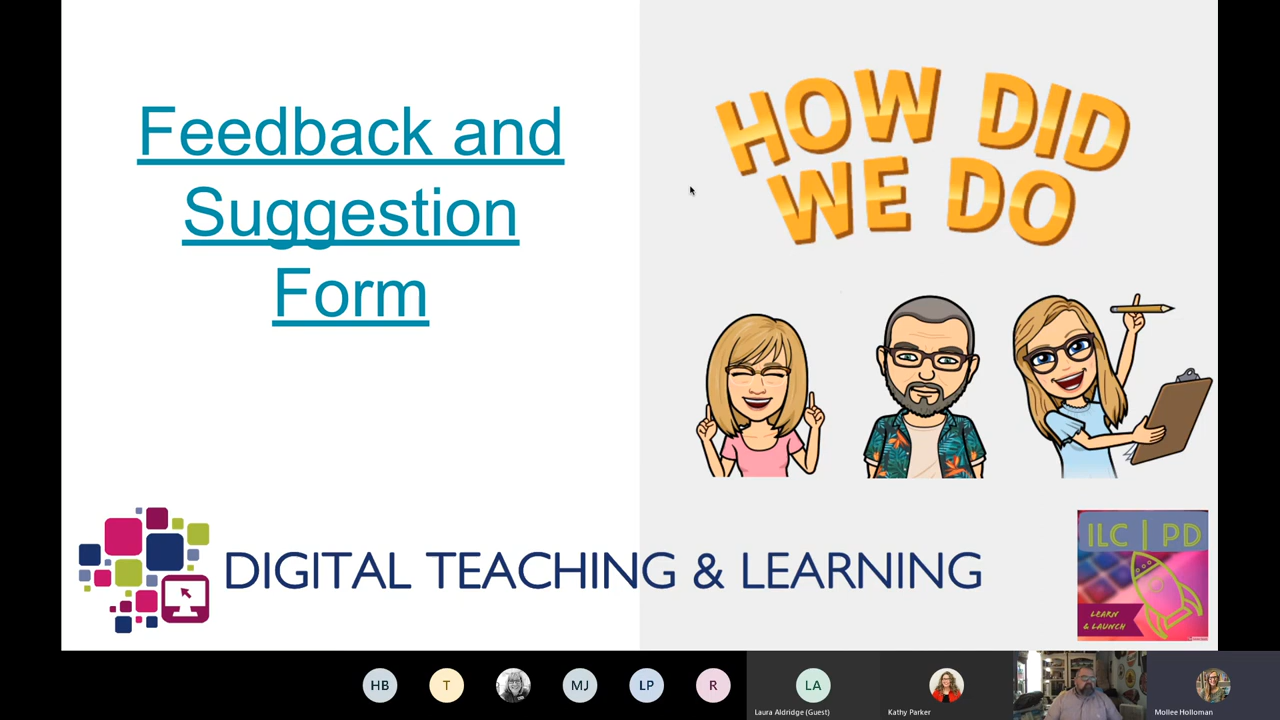 Feedback and
Suggestion
Form
HOW DID
WE DO
DIGITAL TEACHING & LEARNING
ILC | PD
LEARN
& LAUNCH
HB
T
MJ
LP
R
LA
Laura Aldridge (Guest)
Kathy Parker
Mollee Holloman